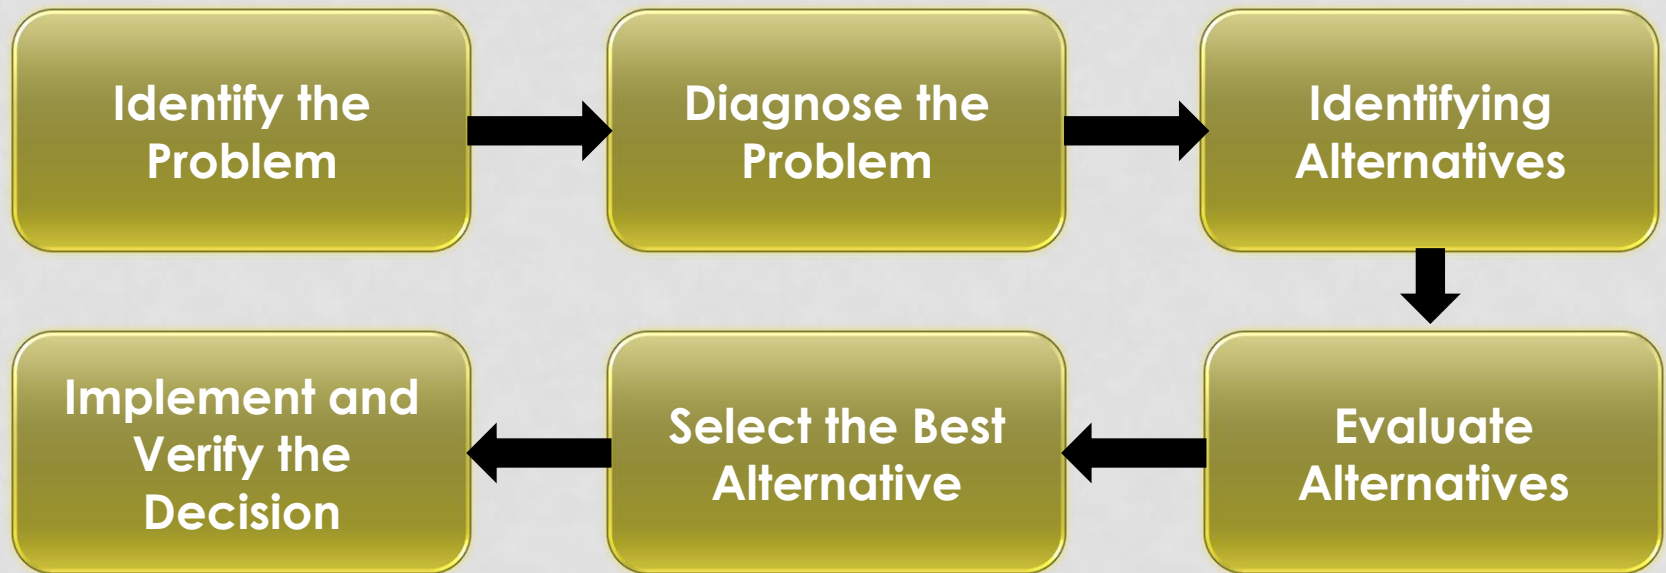 Identify the
Problem
Diagnose the
Problem
Identifying
Alternatives
Evaluate
Alternatives
Select the Best
Alternative
Implement and
Verify the
Decision